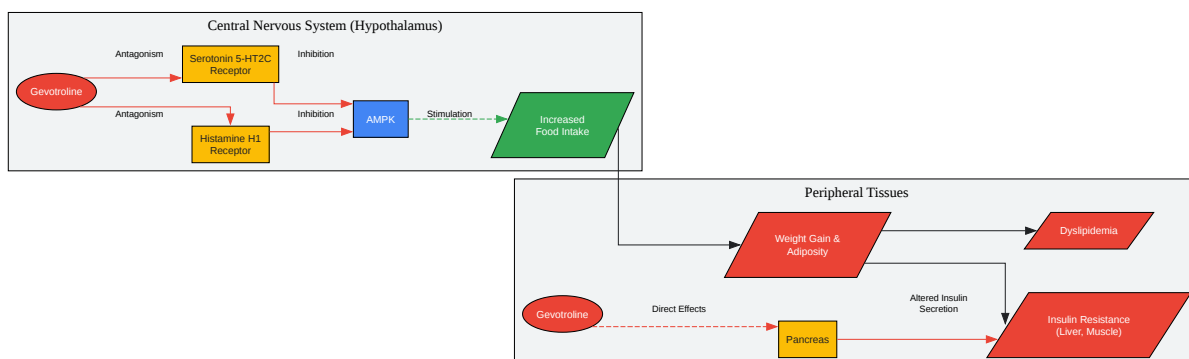 Central Nervous System (Hypothalamus)
Antagonism
Serotonin 5-HT2C
Receptor
Inhibition
Gevotroline
Antagonism
Histamine H1
Receptor
Inhibition
AMPK
Stimulation
Increased
Food Intake
Peripheral Tissues
Weight Gain &
Adiposity
Dyslipidemia
Gevotroline
Direct Effects
Pancreas
Altered Insulin
Secretion
Insulin Resistance
(Liver, Muscle)